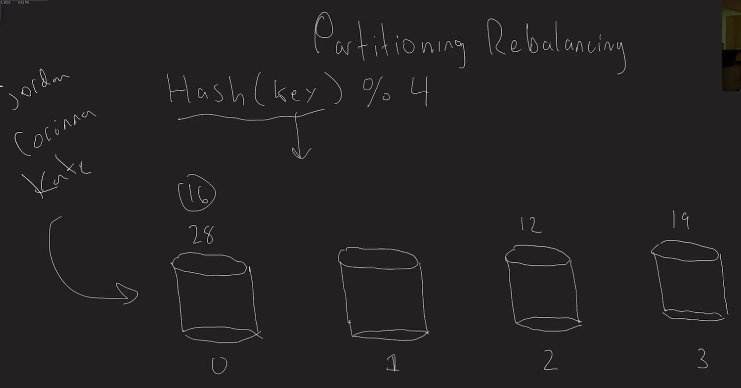 Partitioning Rebalancing
Hash(key) % 4
Jordan
Corinna
Kate
16
28
12
19
0
1
2
3